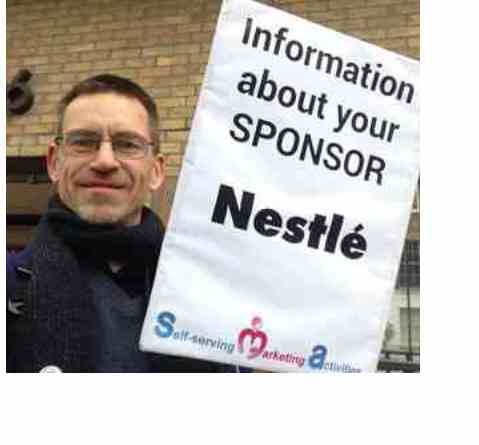 Information
about your
SPONSOR
Nestlé
Self-serving Marketing Activities